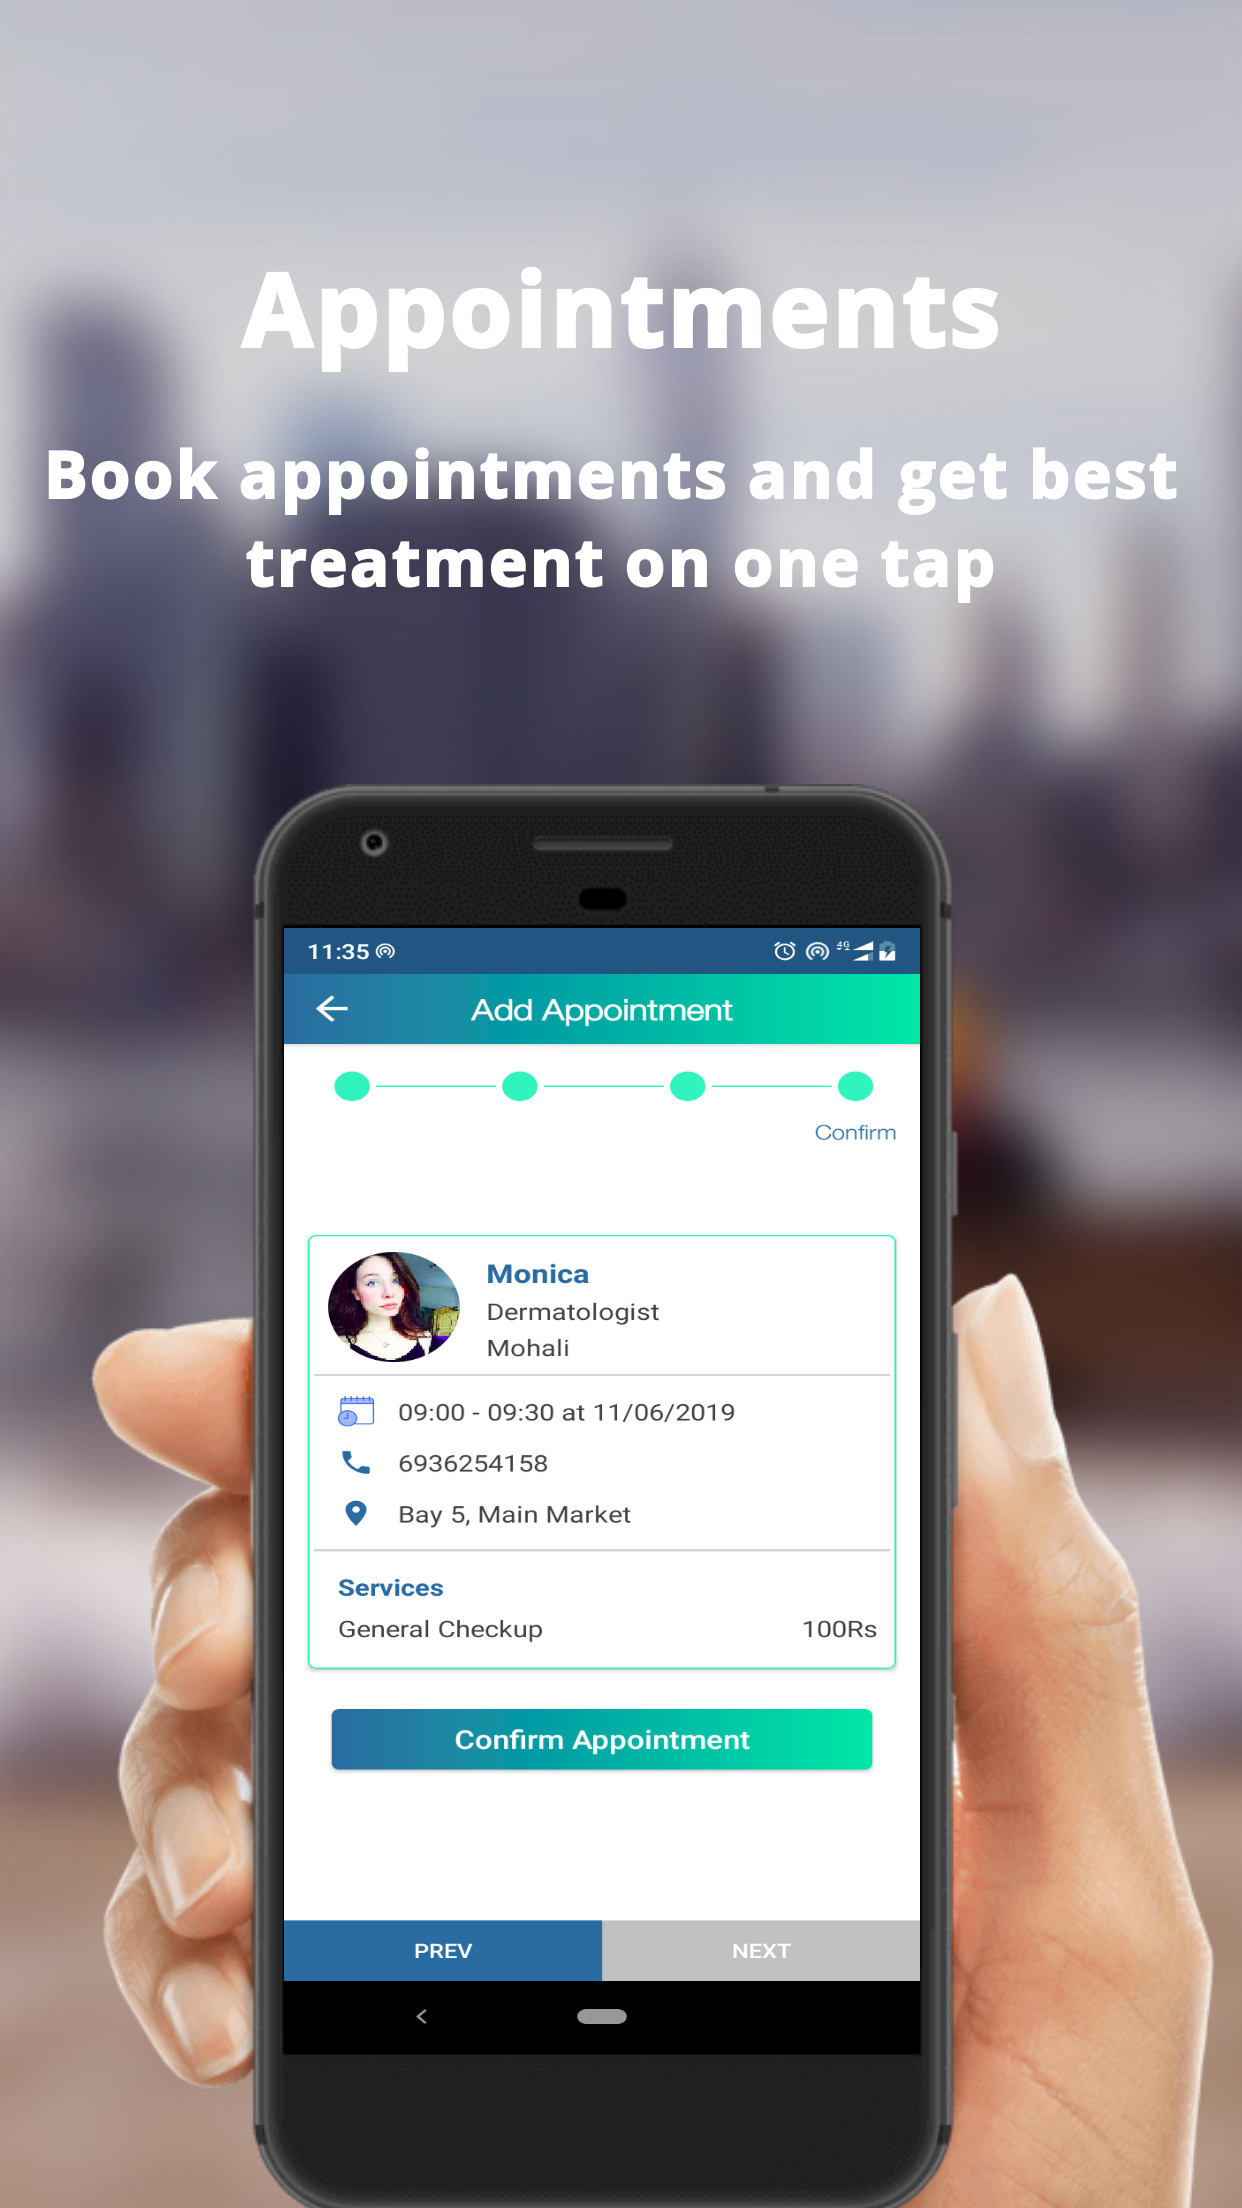 Appointments
Book appointments and get best
treatment on one tap
11:35
4G
Add Appointment
Confirm
Monica
Dermatologist
Mohali
09:00 - 09:30 at 11/06/2019
6936254158
Bay 5, Main Market
Services
General Checkup 100Rs
Confirm Appointment
PREV NEXT